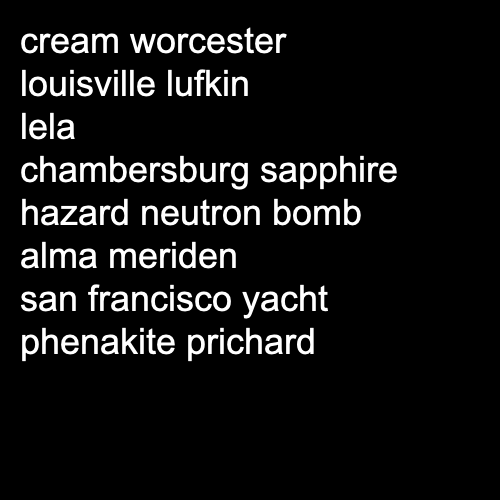 cream worcester
louisville lufkin
lela
chambersburg sapphire
hazard neutron bomb
alma meriden
san francisco yacht
phenakite prichard